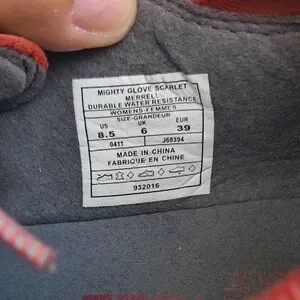 MIGHTY GLOVE SCARLET
MERRELL
DURABLE WATER RESISTANCE
WOMENS-FEMMES
SIZE-GRANDEUR
US UK EUR
8.5 6 39
0411 J68394
MADE IN CHINA
FABRIQUE EN CHINE
932016